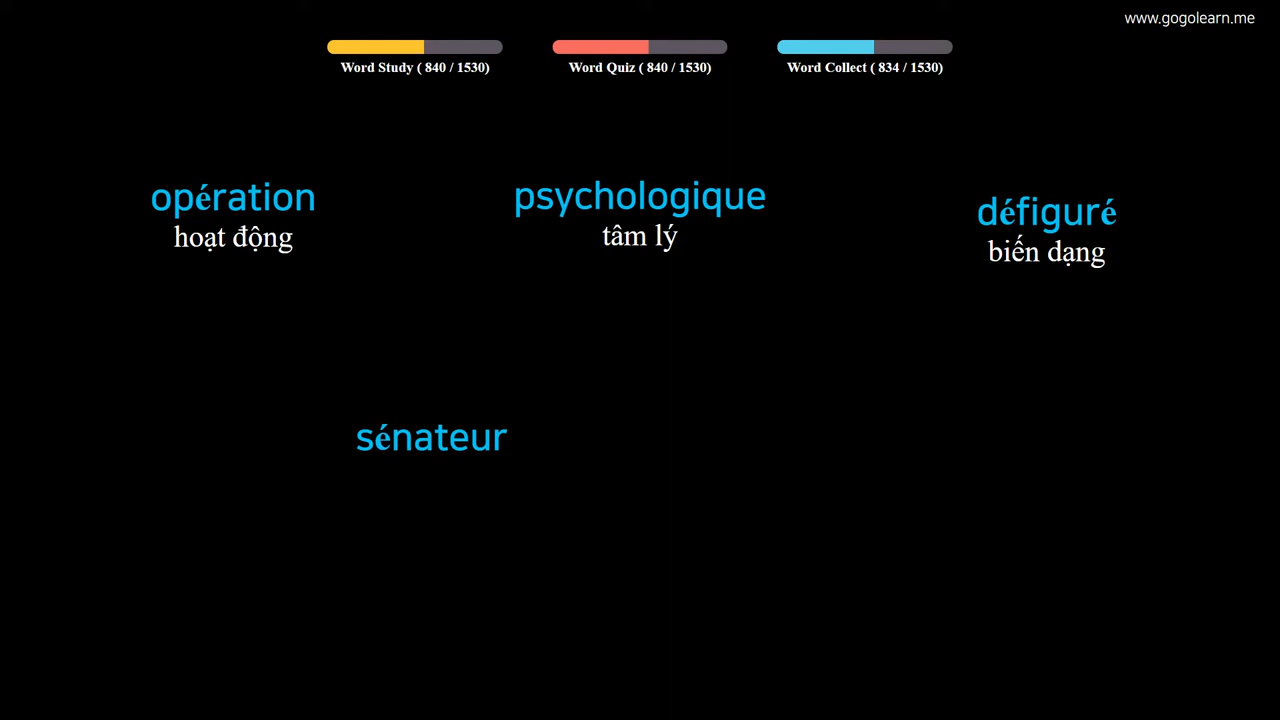 www.gogolearn.me
Word Study ( 840 / 1530)
Word Quiz ( 840 / 1530)
Word Collect ( 834 / 1530)
opération
hoạt động
psychologique
tâm lý
défiguré
biến dạng
sénateur